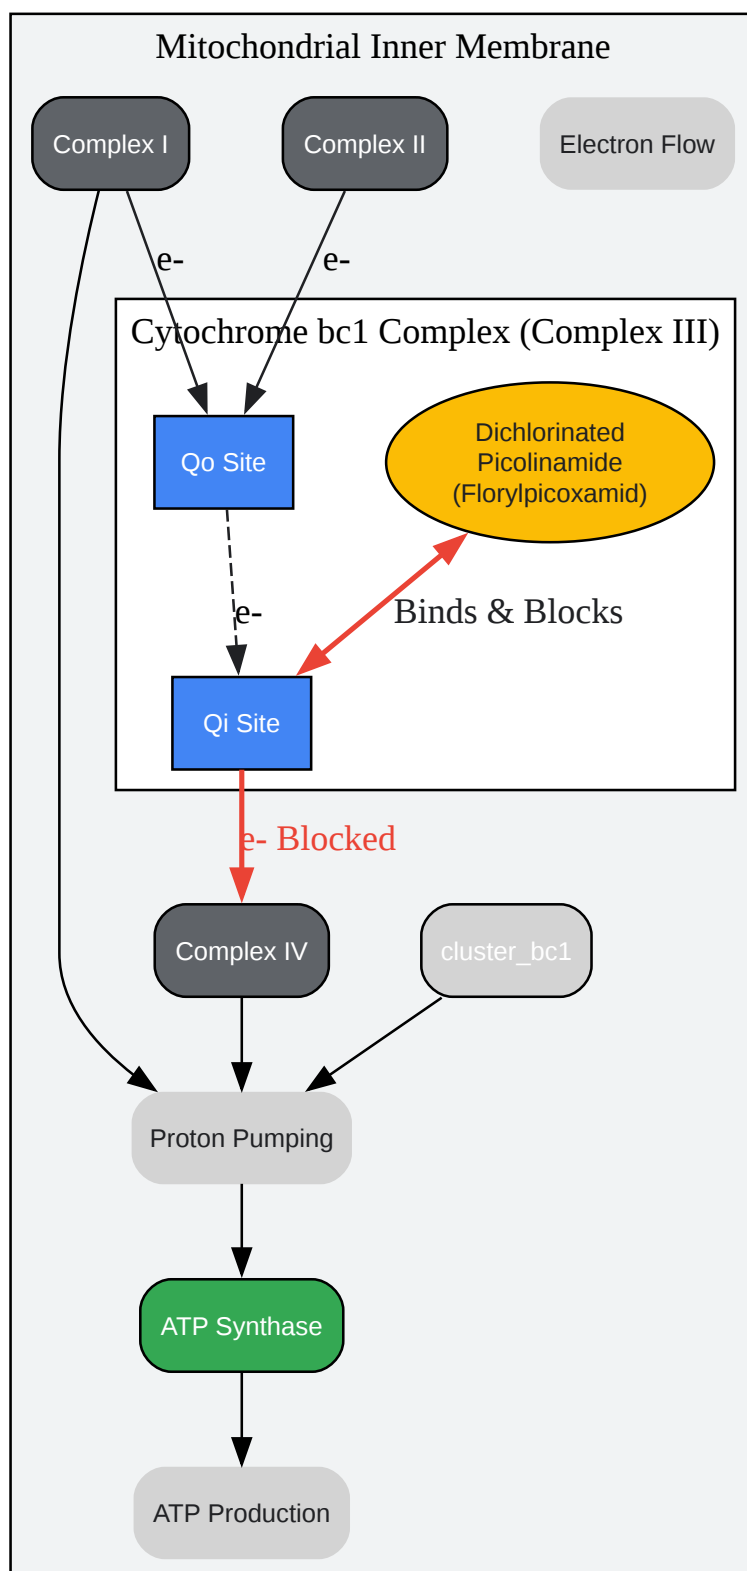 Mitochondrial Inner Membrane
Complex I
Complex II
Electron Flow
e-
e-
Cytochrome bc1 Complex (Complex III)
Qo Site
Dichlorinated
Picolinamide
(Florylpicoxamid)
e-
Binds & Blocks
Qi Site
e- Blocked
Complex IV
cluster_bc1
Proton Pumping
ATP Synthase
ATP Production